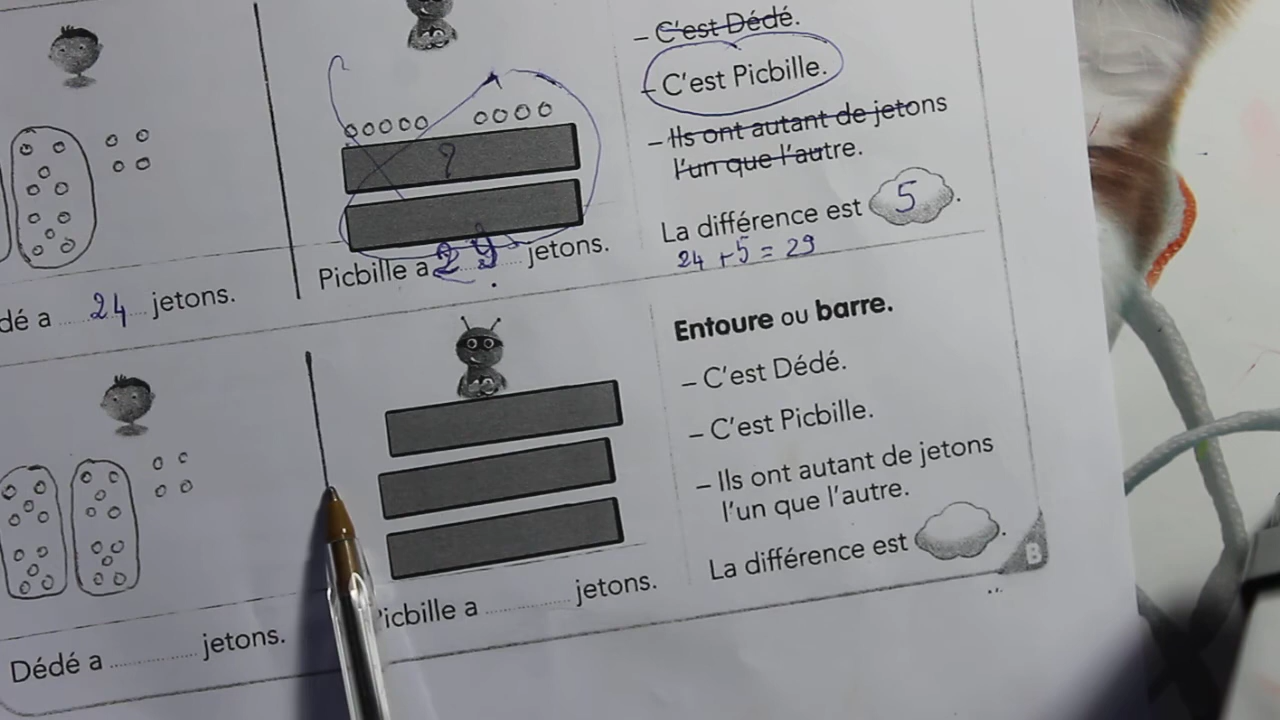 – C'est Dédé.
– C'est Picbille.
– Ils ont autant de jetons
l'un que l'autre.
La différence est 5.
24 + 5 = 29
dé a 24 jetons.
Picbille a 29 jetons.
?
Entoure ou barre.
– C'est Dédé.
– C'est Picbille.
– Ils ont autant de jetons
l'un que l'autre.
La différence est .
Dédé a ............ jetons.
Picbille a ............ jetons.
B